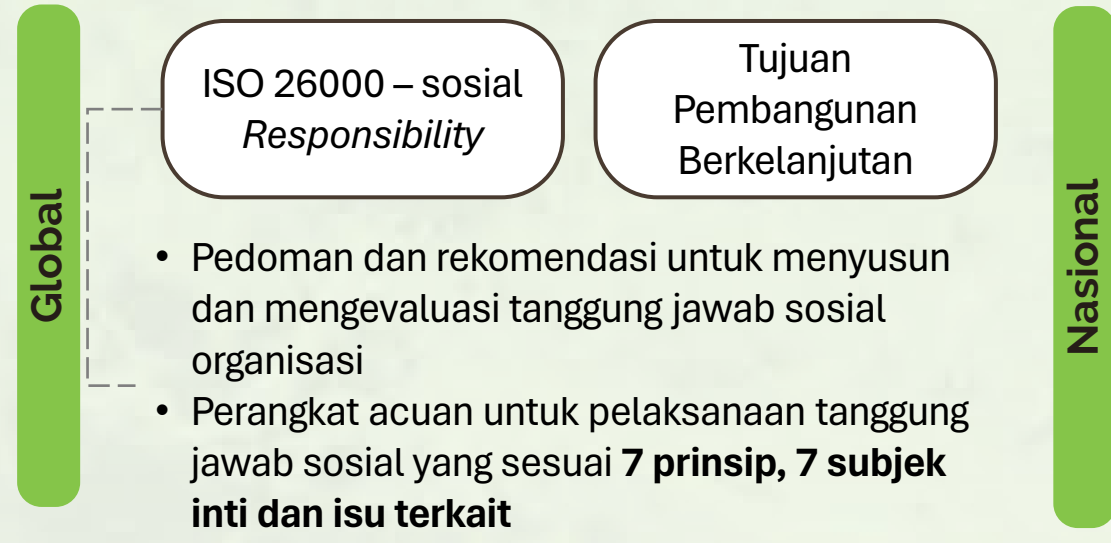 Global
ISO 26000 – sosial
Responsibility
Tujuan
Pembangunan
Berkelanjutan
• Pedoman dan rekomendasi untuk menyusun
dan mengevaluasi tanggung jawab sosial
organisasi
• Perangkat acuan untuk pelaksanaan tanggung
jawab sosial yang sesuai 7 prinsip, 7 subjek
inti dan isu terkait
Nasional